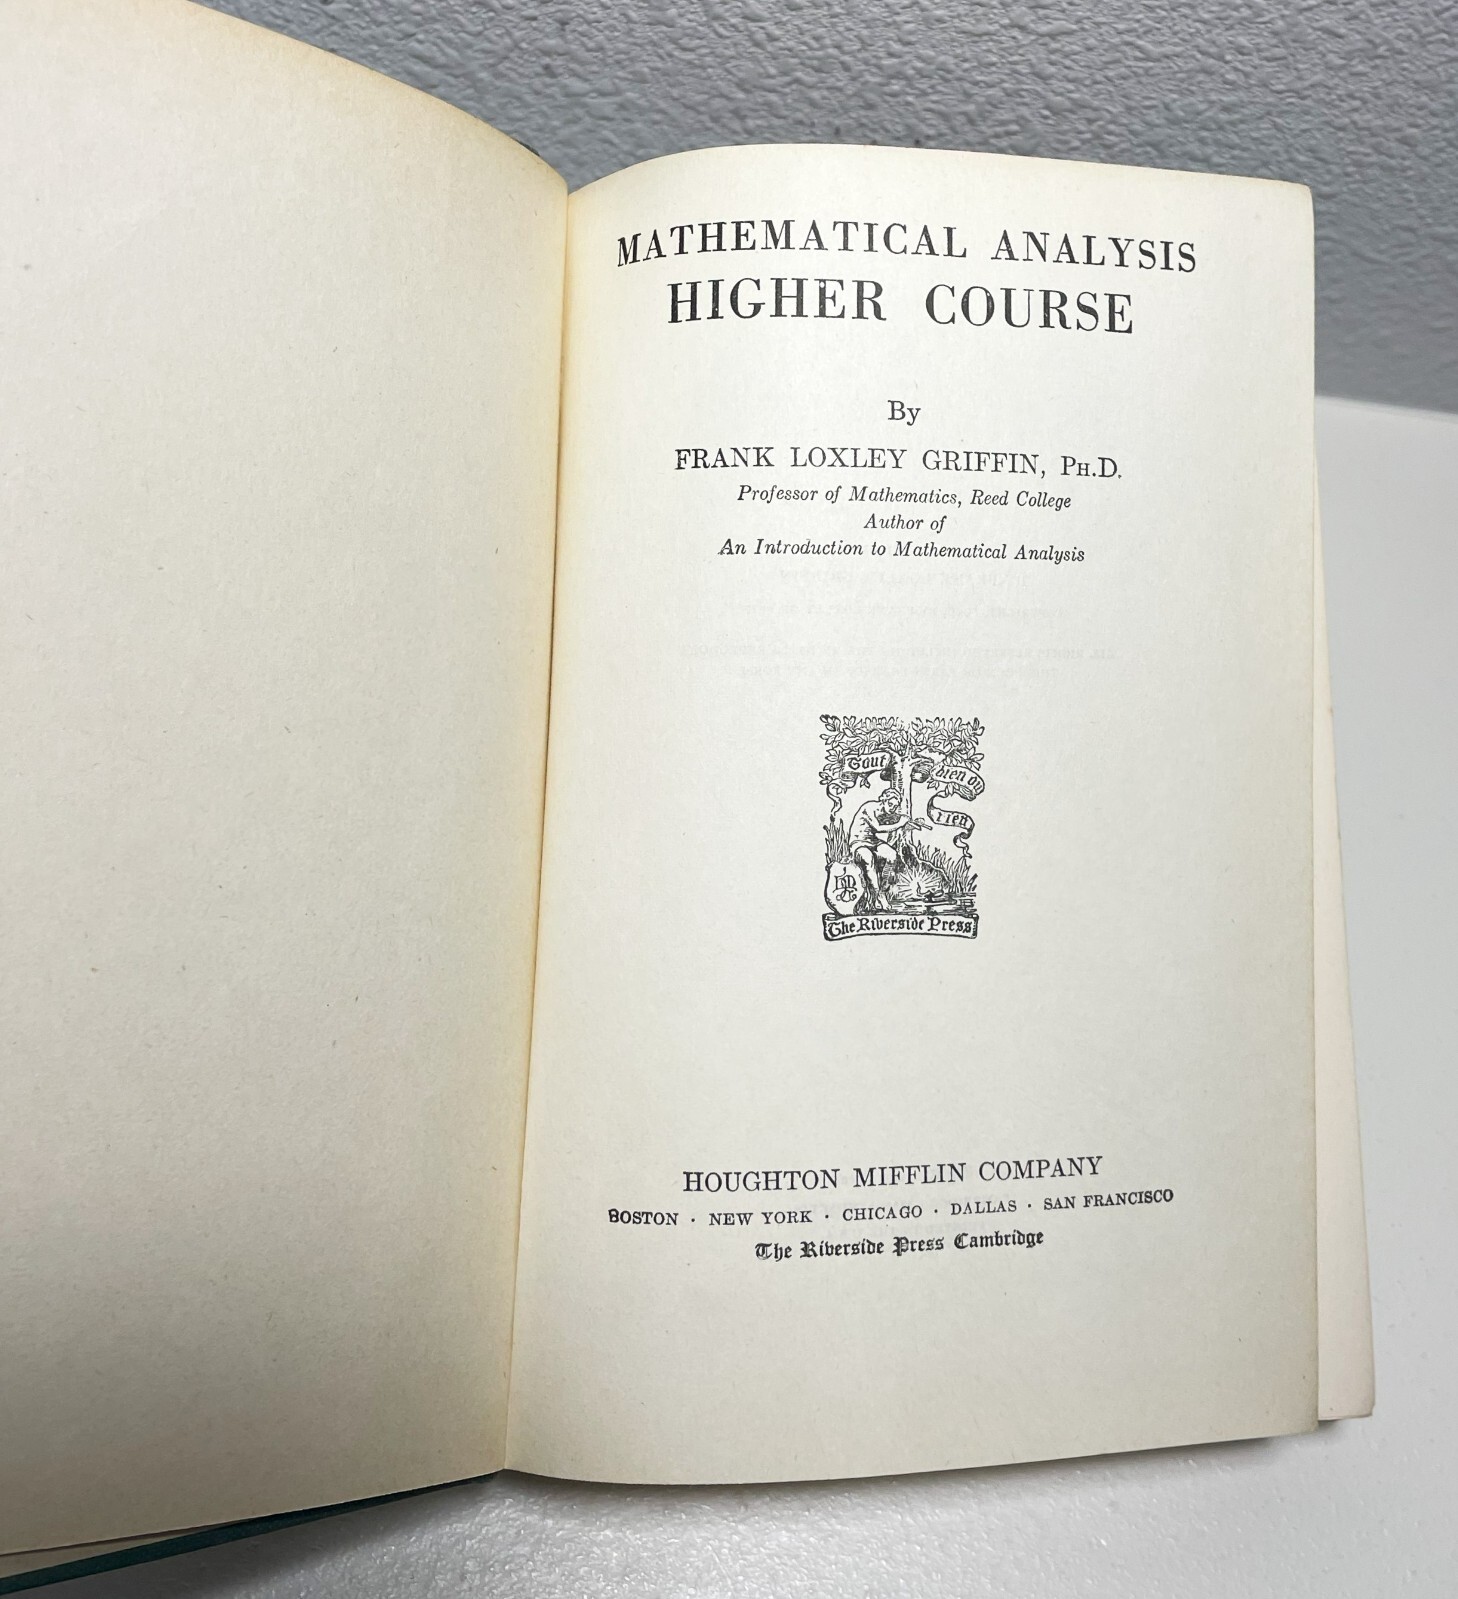 MATHEMATICAL ANALYSIS
HIGHER COURSE
By
FRANK LOXLEY GRIFFIN, PH.D.
Professor of Mathematics, Reed College
Author of
An Introduction to Mathematical Analysis
Tout
bien ou
rien
The Riverside Press
HOUGHTON MIFFLIN COMPANY
BOSTON · NEW YORK · CHICAGO · DALLAS · SAN FRANCISCO
The Riverside Press Cambridge